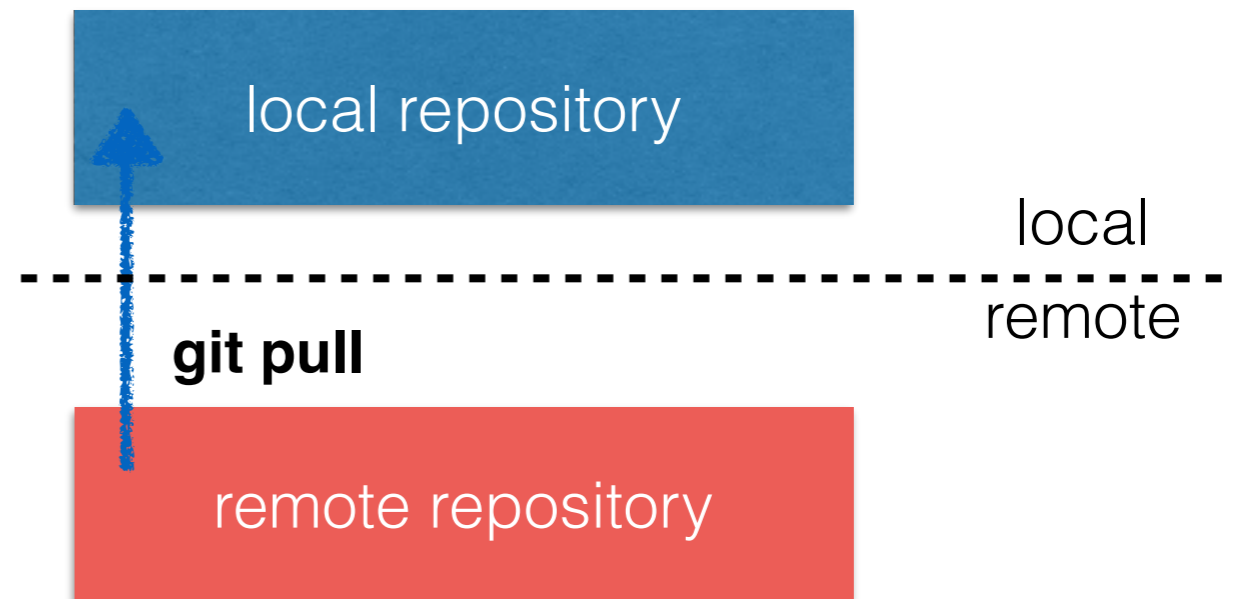 local repository
local
remote
git pull
remote repository